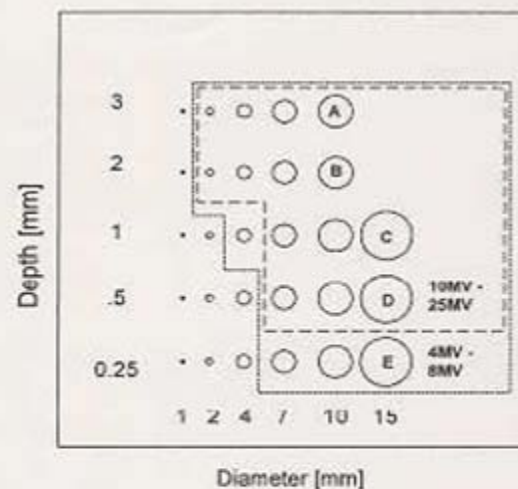 3
A
2
B
Depth [mm]
1
C
.5
D
10MV -
25MV
0.25
E
4MV -
8MV
1 2 4 7 10 15
Diameter [mm]